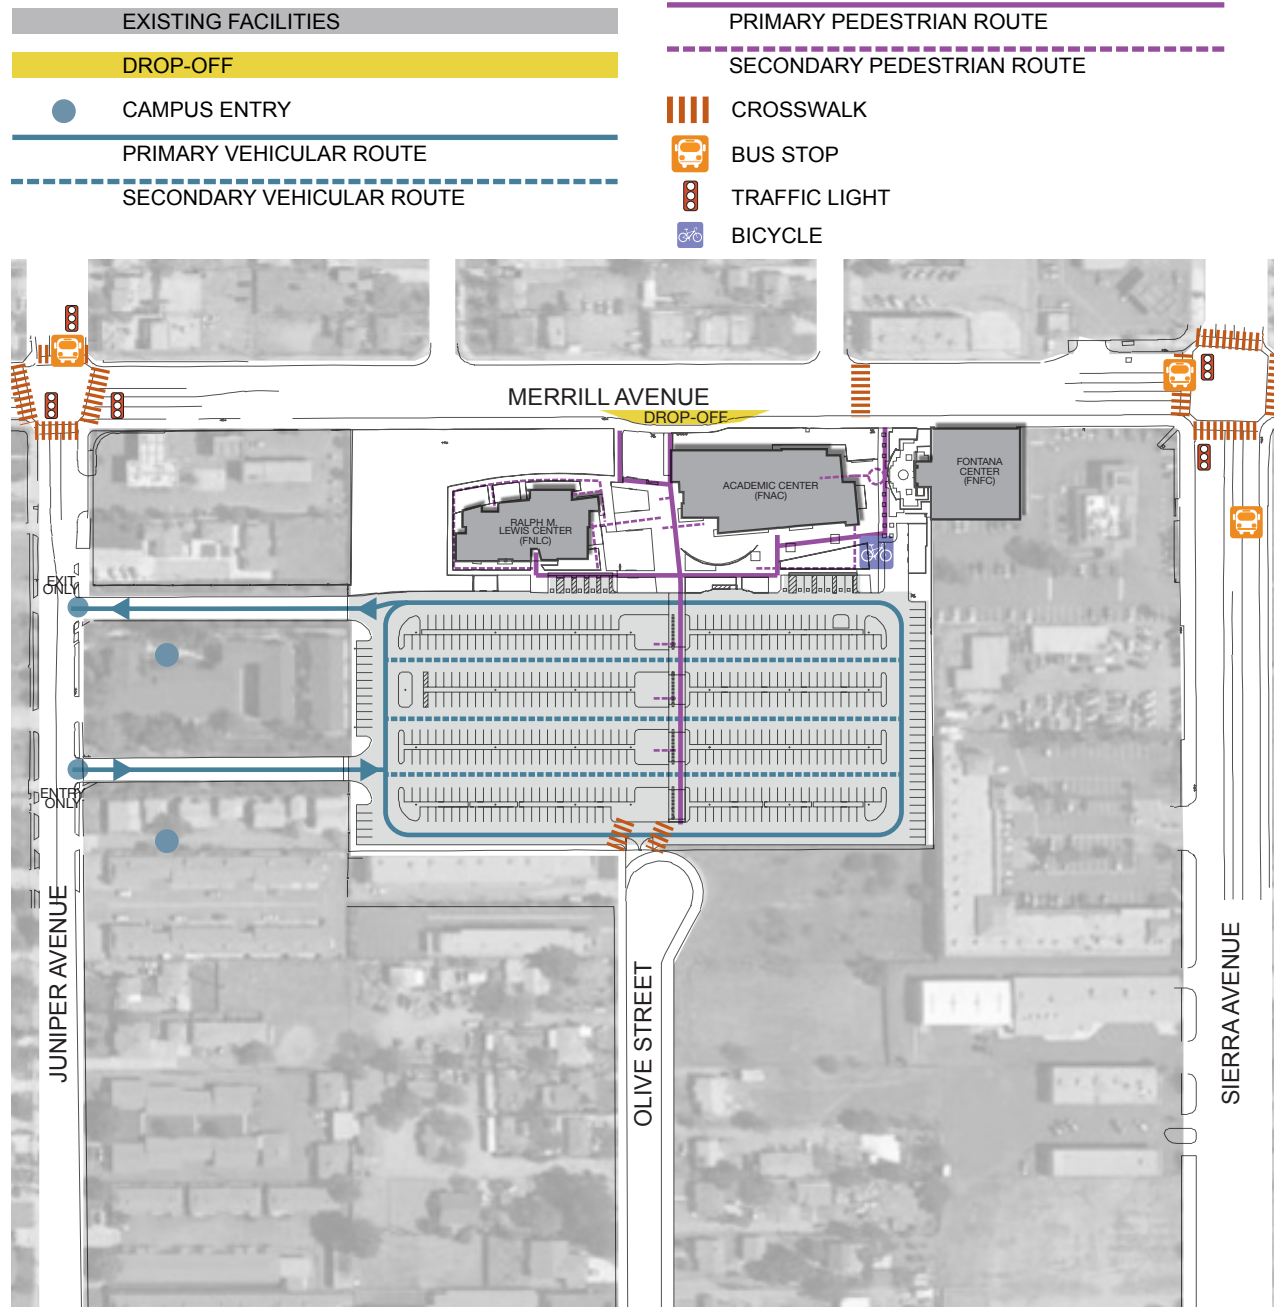 EXISTING FACILITIES
DROP-OFF
CAMPUS ENTRY
PRIMARY VEHICULAR ROUTE
SECONDARY VEHICULAR ROUTE
PRIMARY PEDESTRIAN ROUTE
SECONDARY PEDESTRIAN ROUTE
CROSSWALK
BUS STOP
TRAFFIC LIGHT
BICYCLE
MERRILL AVENUE
DROP-OFF
FONTANA
CENTER
(FNFC)
ACADEMIC CENTER
(FNAC)
RALPH M.
LEWIS CENTER
(FNLC)
EXIT
ONLY
ENTRY
ONLY
JUNIPER AVENUE
OLIVE STREET
SIERRA AVENUE